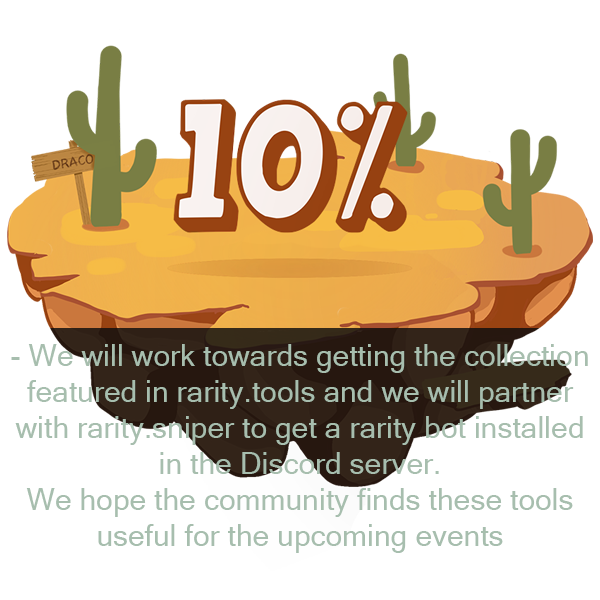 DRACO
10%
- We will work towards getting the collection
featured in rarity.tools and we will partner
with rarity.sniper to get a rarity bot installed
in the Discord server.
We hope the community finds these tools
useful for the upcoming events